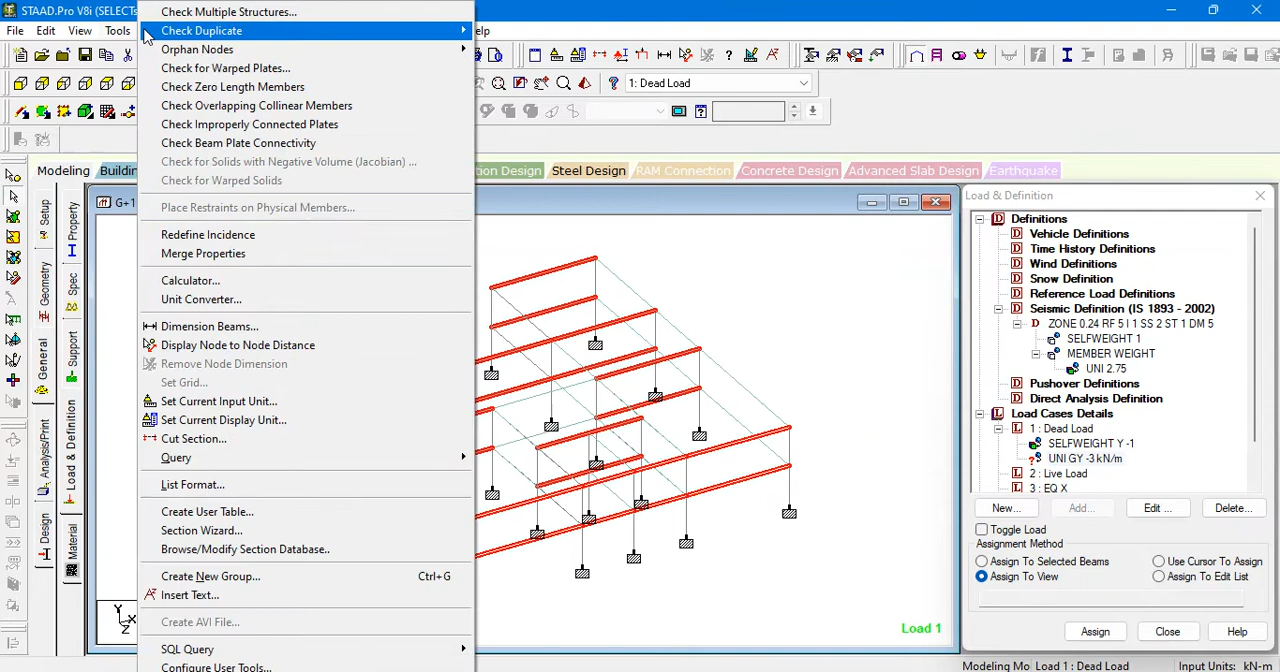 STAAD.Pro V8i (SELECTs
Check Multiple Structures...
Check Duplicate
File Edit View Tools
elp
Orphan Nodes
Check for Warped Plates...
Check Zero Length Members
1: Dead Load
Check Overlapping Collinear Members
Check Improperly Connected Plates
Check Beam Plate Connectivity
Check for Solids with Negative Volume (Jacobian) ...
Check for Warped Solids
Modeling
Buildin
tion Design
Steel Design
RAM Connection
Concrete Design
Advanced Slab Design
Earthquake
Place Restraints on Physical Members...
Redefine Incidence
Merge Properties
Calculator...
Unit Converter...
Dimension Beams...
Display Node to Node Distance
Remove Node Dimension
Set Grid...
Set Current Input Unit...
Set Current Display Unit...
Cut Section...
Query
List Format...
Create User Table...
Section Wizard...
Browse/Modify Section Database..
Create New Group... Ctrl+G
Insert Text...
Create AVI File...
SQL Query
Configure User Tools...
G+1
Setup
Geometry
General
Analysis/Print
Design
Property
Spec
Support
Load & Definition
Material
Y
X
Z
Load 1
Load & Definition
Definitions
Vehicle Definitions
Time History Definitions
Wind Definitions
Snow Definition
Reference Load Definitions
Seismic Definition (IS 1893 - 2002)
ZONE 0.24 RF 5 I 1 SS 2 ST 1 DM 5
SELFWEIGHT 1
MEMBER WEIGHT
UNI 2.75
Pushover Definitions
Direct Analysis Definition
Load Cases Details
1 : Dead Load
SELFWEIGHT Y -1
UNI GY -3 kN/m
2 : Live Load
3 : EQ X
New... Add... Edit ... Delete...
Toggle Load
Assignment Method
Assign To Selected Beams
Use Cursor To Assign
Assign To View
Assign To Edit List
Assign Close Help
Modeling Mo Load 1 : Dead Load Input Units: kN-m